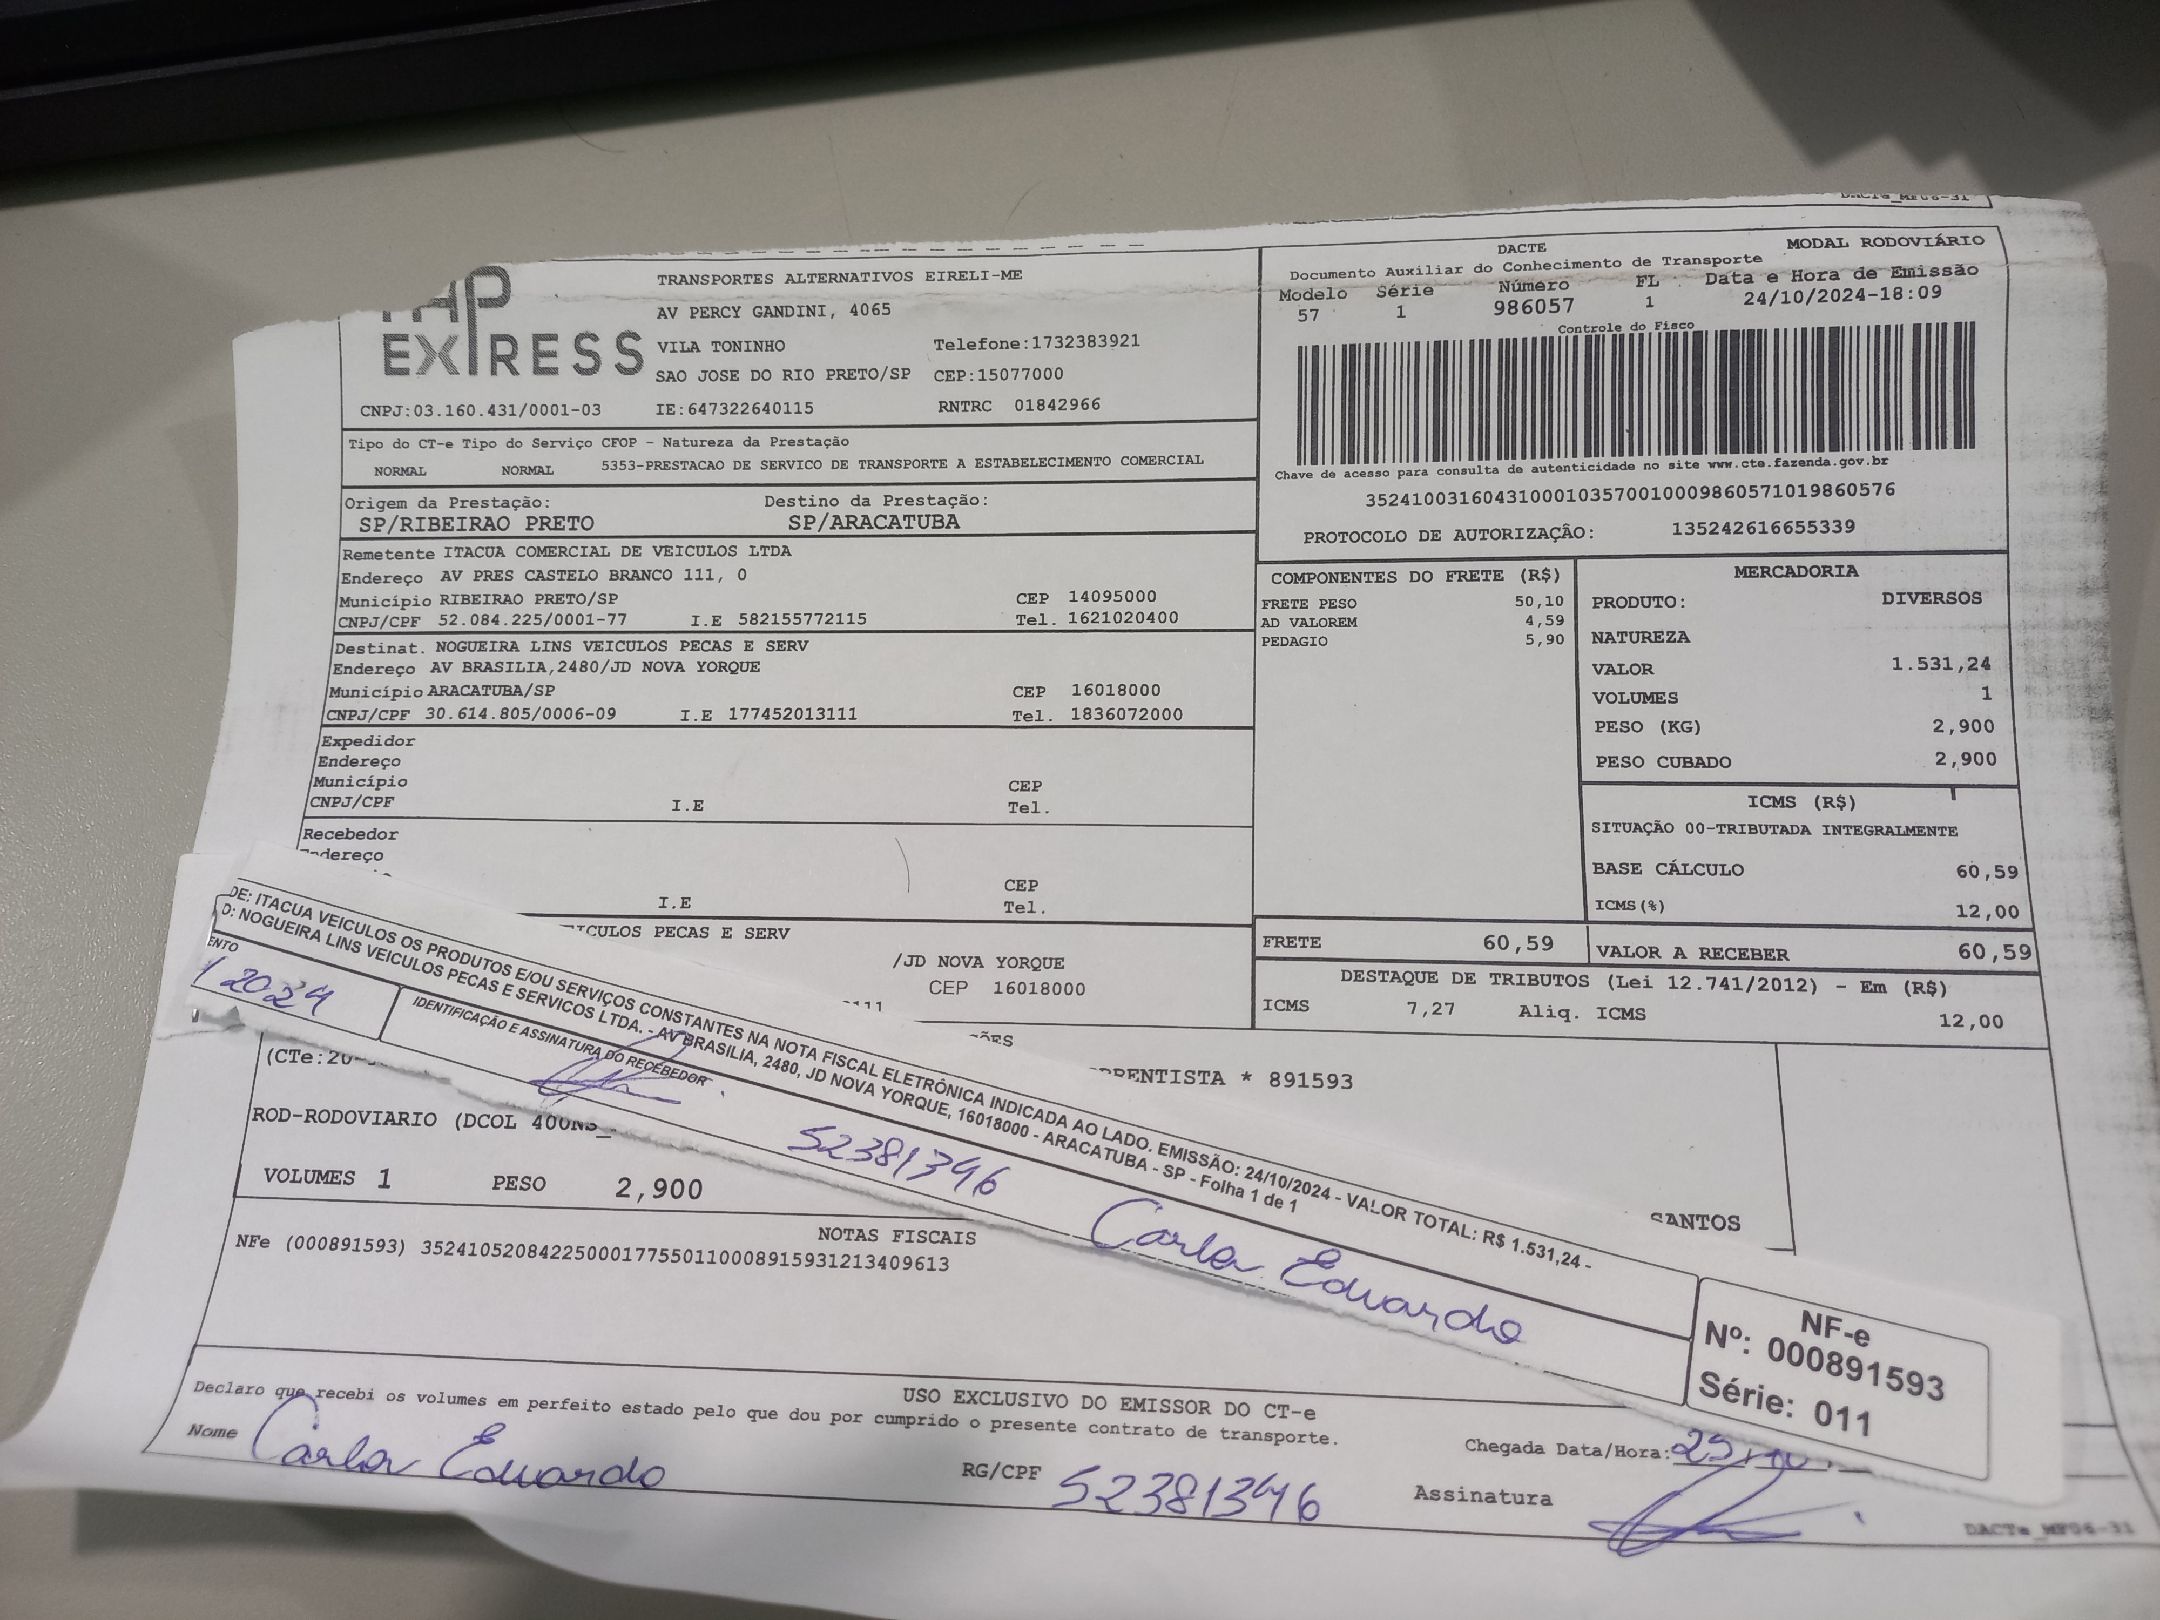 DACTe_MF06-31
EXPRESS
TRANSPORTES ALTERNATIVOS EIRELI-ME
AV PERCY GANDINI, 4065
VILA TONINHO Telefone:1732383921
SAO JOSE DO RIO PRETO/SP CEP:15077000
CNPJ:03.160.431/0001-03 IE:647322640115 RNTRC 01842966
DACTE MODAL RODOVIÁRIO
Documento Auxiliar do Conhecimento de Transporte
Modelo Série Número FL Data e Hora de Emissão
57 1 986057 1 24/10/2024-18:09
Controle do Fisco
Chave de acesso para consulta de autenticidade no site www.cte.fazenda.gov.br
35241003160431000103570010009860571019860576
PROTOCOLO DE AUTORIZAÇÃO: 135242616655339
Tipo do CT-e Tipo do Serviço CFOP - Natureza da Prestação
NORMAL NORMAL 5353-PRESTACAO DE SERVICO DE TRANSPORTE A ESTABELECIMENTO COMERCIAL
Origem da Prestação: Destino da Prestação:
SP/RIBEIRAO PRETO SP/ARACATUBA
Remetente ITACUA COMERCIAL DE VEICULOS LTDA
Endereço AV PRES CASTELO BRANCO 111, 0
Município RIBEIRAO PRETO/SP CEP 14095000
CNPJ/CPF 52.084.225/0001-77 I.E 582155772115 Tel. 1621020400
Destinat. NOGUEIRA LINS VEICULOS PECAS E SERV
Endereço AV BRASILIA,2480/JD NOVA YORQUE
Município ARACATUBA/SP CEP 16018000
CNPJ/CPF 30.614.805/0006-09 I.E 177452013111 Tel. 1836072000
Expedidor
Endereço
Município CEP
CNPJ/CPF I.E Tel.
Recebedor
ndereço
CEP
I.E Tel.
ICULOS PECAS E SERV
/JD NOVA YORQUE
CEP 16018000
COMPONENTES DO FRETE (R$)
FRETE PESO 50,10
AD VALOREM 4,59
PEDAGIO 5,90
MERCADORIA
PRODUTO: DIVERSOS
NATUREZA
VALOR 1.531,24
VOLUMES 1
PESO (KG) 2,900
PESO CUBADO 2,900
ICMS (R$)
SITUAÇÃO 00-TRIBUTADA INTEGRALMENTE
BASE CÁLCULO 60,59
ICMS(%) 12,00
FRETE 60,59 VALOR A RECEBER 60,59
DESTAQUE DE TRIBUTOS (Lei 12.741/2012) - Em (R$)
ICMS 7,27 Aliq. ICMS 12,00
RRENTISTA * 891593
SANTOS
DE: ITACUA VEICULOS OS PRODUTOS E/OU SERVIÇOS CONSTANTES NA NOTA FISCAL ELETRÔNICA INDICADA AO LADO. EMISSÃO: 24/10/2024 - VALOR TOTAL: R$ 1.531,24 -
D: NOGUEIRA LINS VEICULOS PECAS E SERVICOS LTDA. - AV BRASILIA, 2480, JD NOVA YORQUE, 16018000 - ARACATUBA - SP - Folha 1 de 1
ENTO IDENTIFICAÇÃO E ASSINATURA DO RECEBEDOR
/ 2024
52381346 Carlos Eduardo
NF-e
Nº: 000891593
Série: 011
(CTe:20
ROD-RODOVIARIO (DCOL
VOLUMES 1 PESO 2,900
NOTAS FISCAIS
NFe (000891593) 35241052084225000177550110008915931213409613
USO EXCLUSIVO DO EMISSOR DO CT-e
Declaro que recebi os volumes em perfeito estado pelo que dou por cumprido o presente contrato de transporte.
Nome Carlos Eduardo RG/CPF 52381346 Chegada Data/Hora: 25/10
Assinatura
DACTe_MF06-31